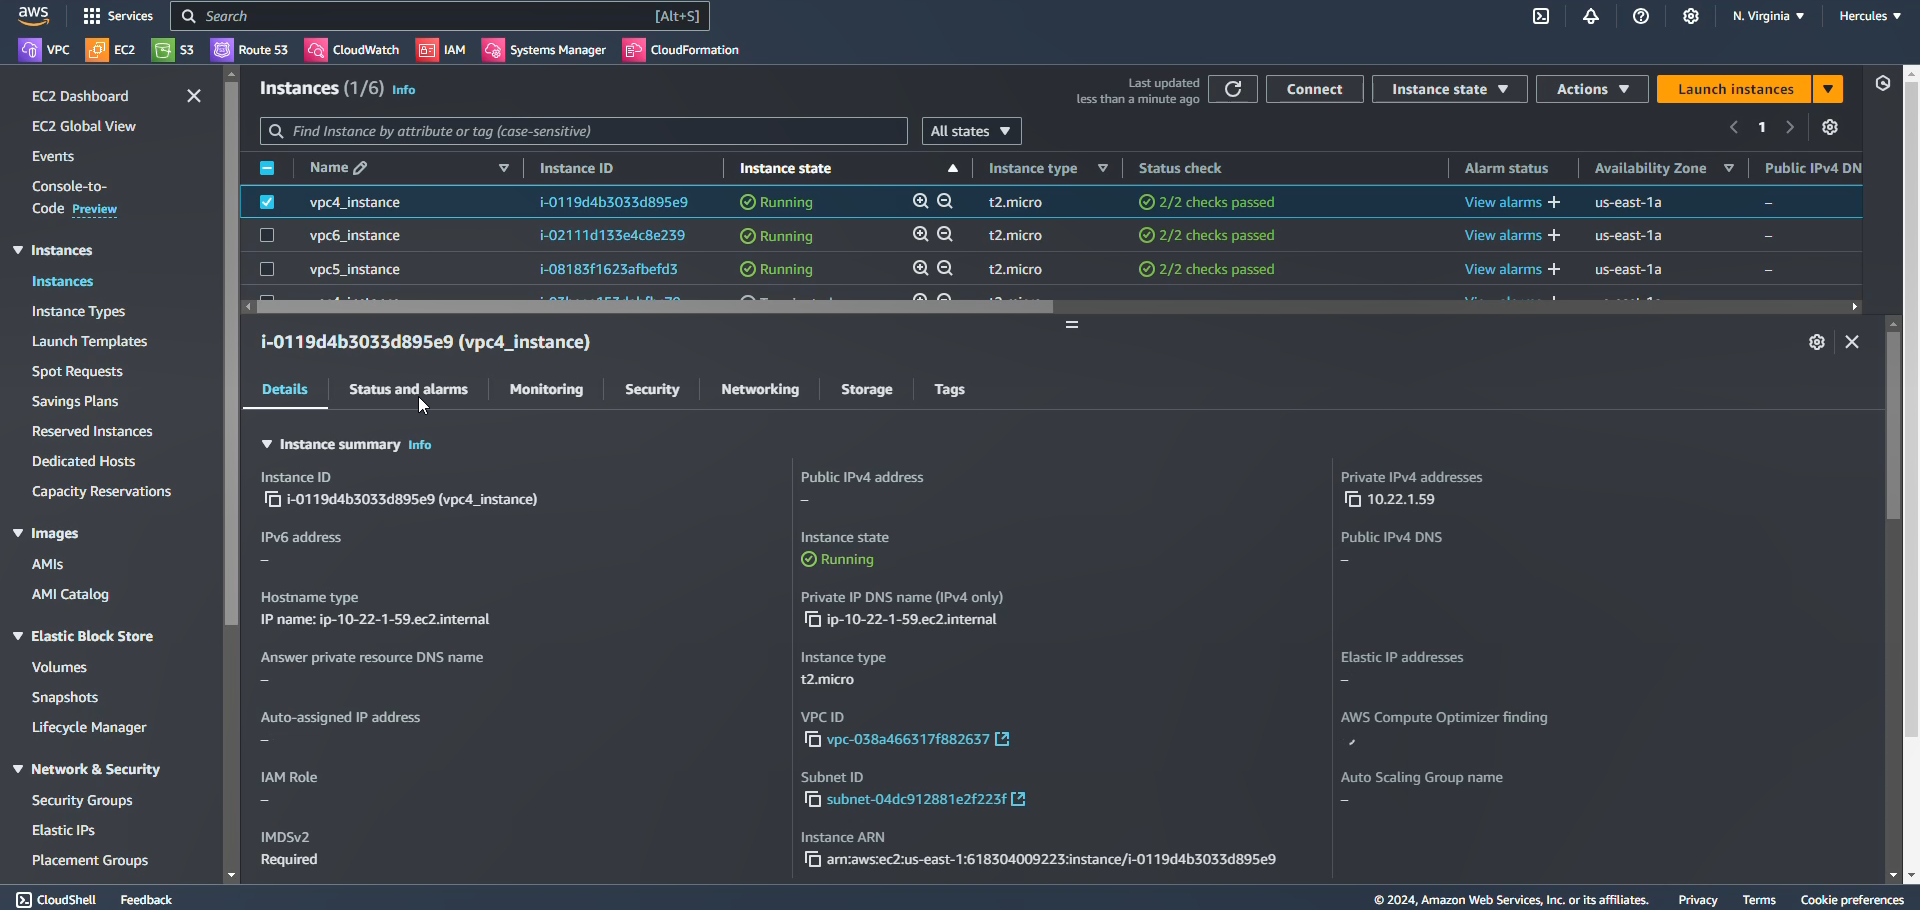 aws Services Search [Alt+S] N. Virginia Hercules
VPC EC2 S3 Route 53 CloudWatch IAM Systems Manager CloudFormation
EC2 Dashboard
EC2 Global View
Events
Console-to-
Code Preview
Instances
Instances
Instance Types
Launch Templates
Spot Requests
Savings Plans
Reserved Instances
Dedicated Hosts
Capacity Reservations
Images
AMIs
AMI Catalog
Elastic Block Store
Volumes
Snapshots
Lifecycle Manager
Network & Security
Security Groups
Elastic IPs
Placement Groups
Instances (1/6) Info
Last updated
less than a minute ago
Connect Instance state Actions Launch instances
Find Instance by attribute or tag (case-sensitive) All states 1
Name Instance ID Instance state Instance type Status check Alarm status Availability Zone Public IPv4 DN
vpc4_instance i-0119d4b3033d895e9 Running t2.micro 2/2 checks passed View alarms + us-east-1a –
vpc6_instance i-02111d133e4c8e239 Running t2.micro 2/2 checks passed View alarms + us-east-1a –
vpc5_instance i-08183f1623afbefd3 Running t2.micro 2/2 checks passed View alarms + us-east-1a –
i-0119d4b3033d895e9 (vpc4_instance)
Details Status and alarms Monitoring Security Networking Storage Tags
Instance summary Info
Instance ID
i-0119d4b3033d895e9 (vpc4_instance)
Public IPv4 address
–
Private IPv4 addresses
10.22.1.59
IPv6 address
–
Instance state
Running
Public IPv4 DNS
–
Hostname type
IP name: ip-10-22-1-59.ec2.internal
Private IP DNS name (IPv4 only)
ip-10-22-1-59.ec2.internal
Answer private resource DNS name
–
Instance type
t2.micro
Elastic IP addresses
–
Auto-assigned IP address
–
VPC ID
vpc-038a466317f882637
AWS Compute Optimizer finding
IAM Role
–
Subnet ID
subnet-04dc912881e2f223f
Auto Scaling Group name
–
IMDSv2
Required
Instance ARN
arn:aws:ec2:us-east-1:618304009223:instance/i-0119d4b3033d895e9
CloudShell Feedback © 2024, Amazon Web Services, Inc. or its affiliates. Privacy Terms Cookie preferences